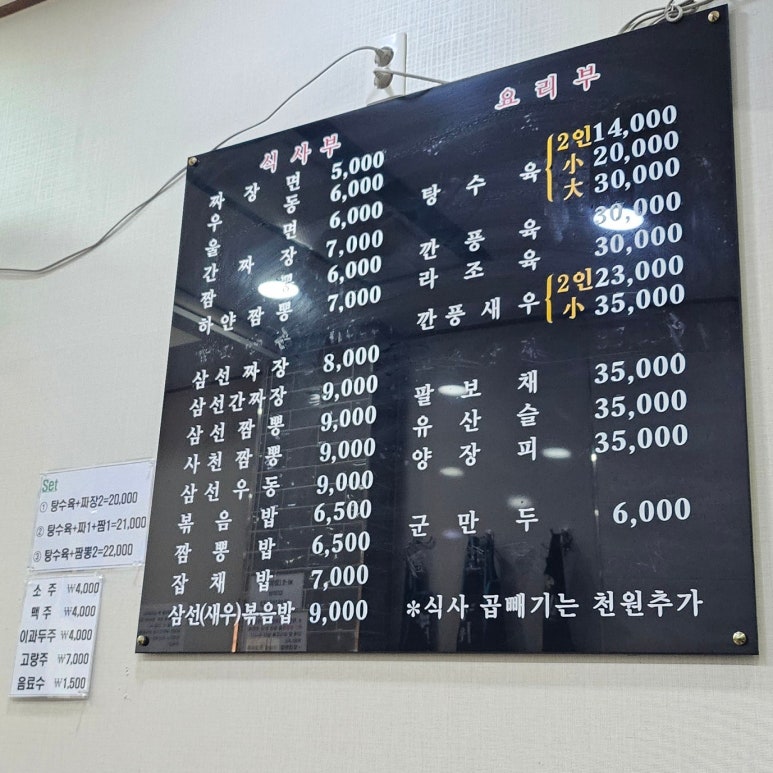 식사부
짜장면 5,000
우동 6,000
울면 6,000
간짜장 7,000
짬뽕 6,000
하얀짬뽕 7,000
삼선짜장 8,000
삼선간짜장 9,000
삼선짬뽕 9,000
사천짬뽕 9,000
삼선우동 9,000
볶음밥 6,500
짬뽕밥 6,500
잡채밥 7,000
삼선(새우)볶음밥 9,000
요리부
탕수육 2인 14,000
小 20,000
大 30,000
깐풍육 30,000
라조육 30,000
깐풍새우 2인 23,000
小 35,000
팔보채 35,000
유산슬 35,000
양장피 35,000
군만두 6,000
*식사 곱빼기는 천원추가
Set
① 탕수육+짜장2=20,000
② 탕수육+짜1+짬1=21,000
③ 탕수육+짬뽕2=22,000
소주 ₩4,000
맥주 ₩4,000
이과두주 ₩4,000
고량주 ₩7,000
음료수 ₩1,500